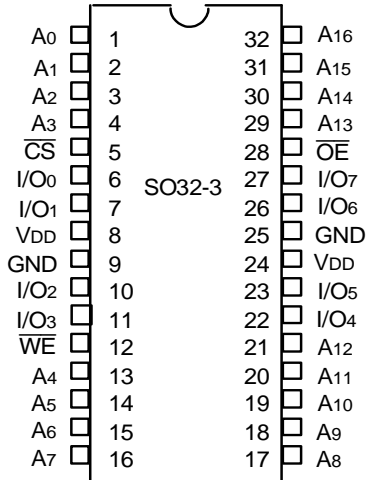 A0 1 32 A16
A1 2 31 A15
A2 3 30 A14
A3 4 29 A13
C̅S̅ 5 28 O̅E̅
I/O0 6 SO32-3 27 I/O7
I/O1 7 26 I/O6
VDD 8 25 GND
GND 9 24 VDD
I/O2 10 23 I/O5
I/O3 11 22 I/O4
W̅E̅ 12 21 A12
A4 13 20 A11
A5 14 19 A10
A6 15 18 A9
A7 16 17 A8